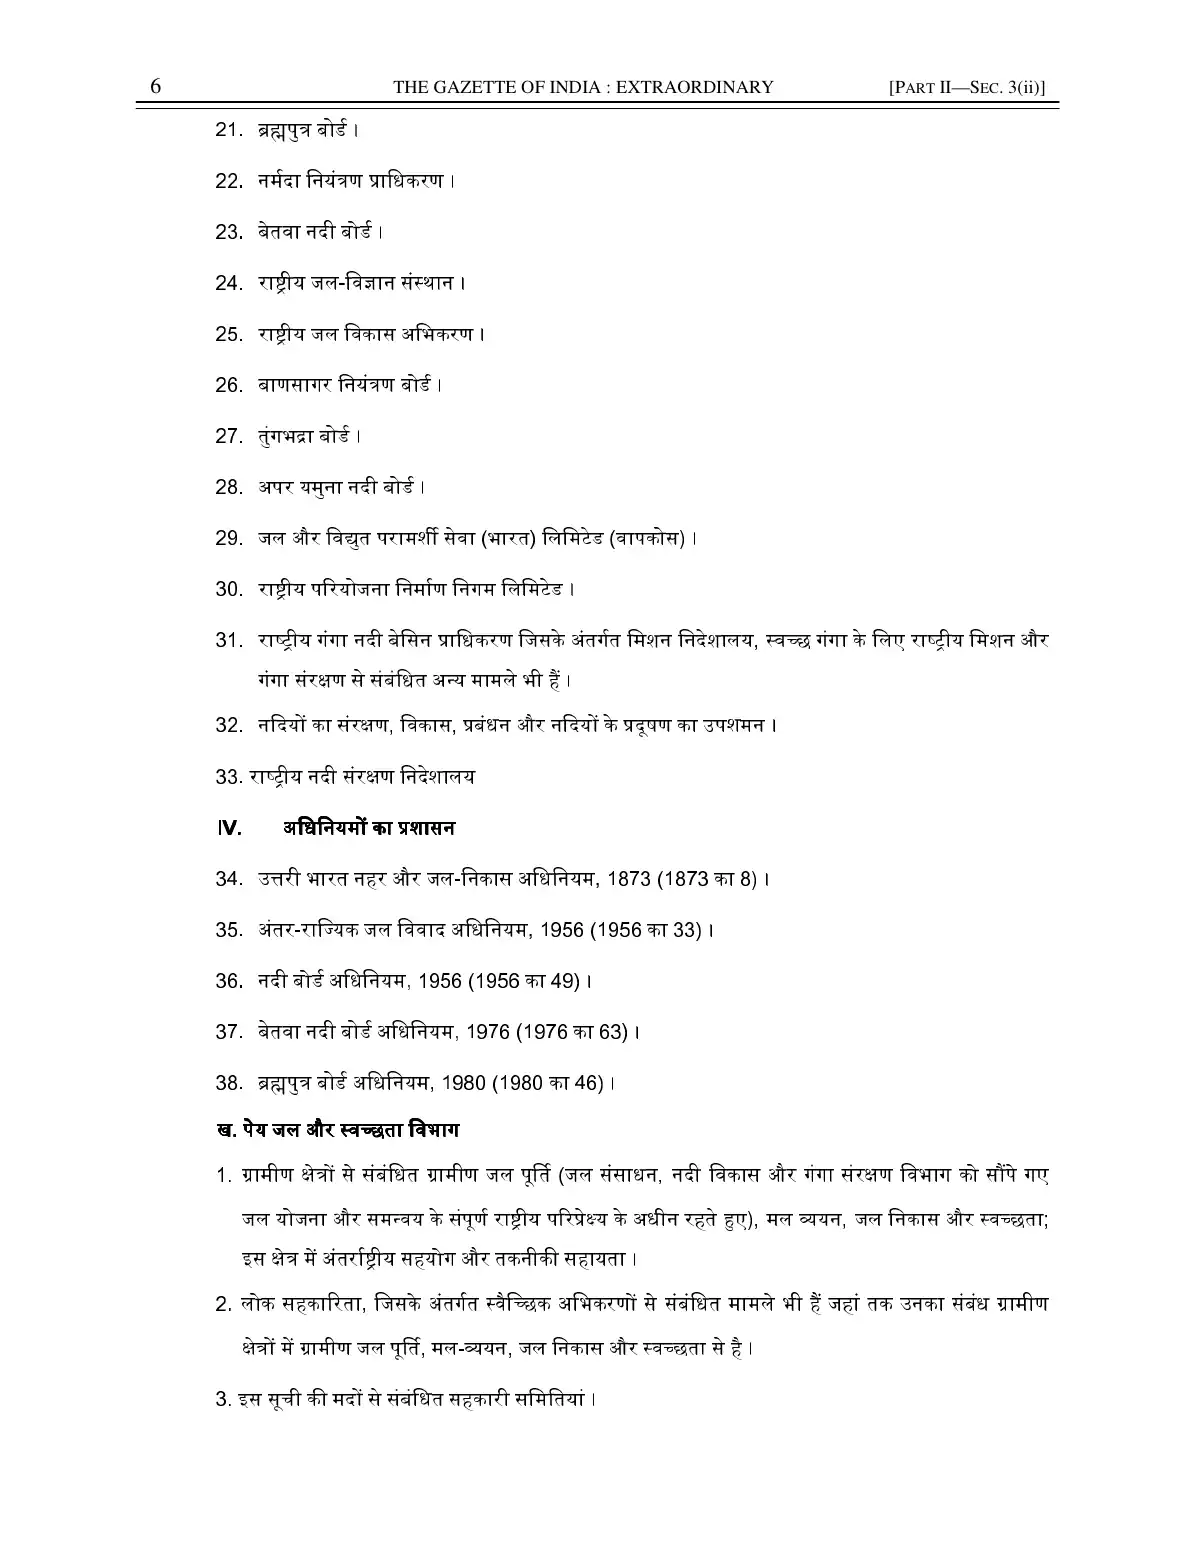 6 THE GAZETTE OF INDIA : EXTRAORDINARY [PART II—SEC. 3(ii)]
21. ब्रह्मपुत्र बोर्ड ।
22. नर्मदा नियंत्रण प्राधिकरण ।
23. बेतवा नदी बोर्ड ।
24. राष्ट्रीय जल-विज्ञान संस्थान ।
25. राष्ट्रीय जल विकास अभिकरण ।
26. बाणसागर नियंत्रण बोर्ड ।
27. तुंगभद्रा बोर्ड ।
28. अपर यमुना नदी बोर्ड ।
29. जल और विद्युत परामर्शी सेवा (भारत) लिमिटेड (वापकोस) ।
30. राष्ट्रीय परियोजना निर्माण निगम लिमिटेड ।
31. राष्ट्रीय गंगा नदी बेसिन प्राधिकरण जिसके अंतर्गत मिशन निदेशालय, स्वच्छ गंगा के लिए राष्ट्रीय मिशन और
गंगा संरक्षण से संबंधित अन्य मामले भी हैं ।
32. नदियों का संरक्षण, विकास, प्रबंधन और नदियों के प्रदूषण का उपशमन ।
33. राष्ट्रीय नदी संरक्षण निदेशालय
IV. अधिनियमों का प्रशासन
34. उत्तरी भारत नहर और जल-निकास अधिनियम, 1873 (1873 का 8) ।
35. अंतर-राज्यिक जल विवाद अधिनियम, 1956 (1956 का 33) ।
36. नदी बोर्ड अधिनियम, 1956 (1956 का 49) ।
37. बेतवा नदी बोर्ड अधिनियम, 1976 (1976 का 63) ।
38. ब्रह्मपुत्र बोर्ड अधिनियम, 1980 (1980 का 46) ।
ख. पेय जल और स्वच्छता विभाग
1. ग्रामीण क्षेत्रों से संबंधित ग्रामीण जल पूर्ति (जल संसाधन, नदी विकास और गंगा संरक्षण विभाग को सौंपे गए
जल योजना और समन्वय के संपूर्ण राष्ट्रीय परिप्रेक्ष्य के अधीन रहते हुए), मल व्ययन, जल निकास और स्वच्छता;
इस क्षेत्र में अंतर्राष्ट्रीय सहयोग और तकनीकी सहायता ।
2. लोक सहकारिता, जिसके अंतर्गत स्वैच्छिक अभिकरणों से संबंधित मामले भी हैं जहां तक उनका संबंध ग्रामीण
क्षेत्रों में ग्रामीण जल पूर्ति, मल-व्ययन, जल निकास और स्वच्छता से है ।
3. इस सूची की मदों से संबंधित सहकारी समितियां ।